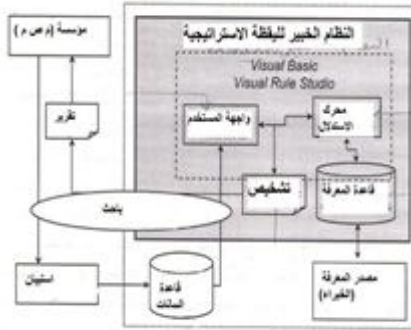 النظام الخبير لليقظة الاستراتيجية
مؤسسة (م ص م)
Visual Basic
Visual Rule Studio
تقرير
واجهة المستخدم
محرك
الاستدلال
قاعدة المعرفة
تشخيص
باحث
استبيان
قاعدة
البيانات
مصدر المعرفة
(الخبراء)